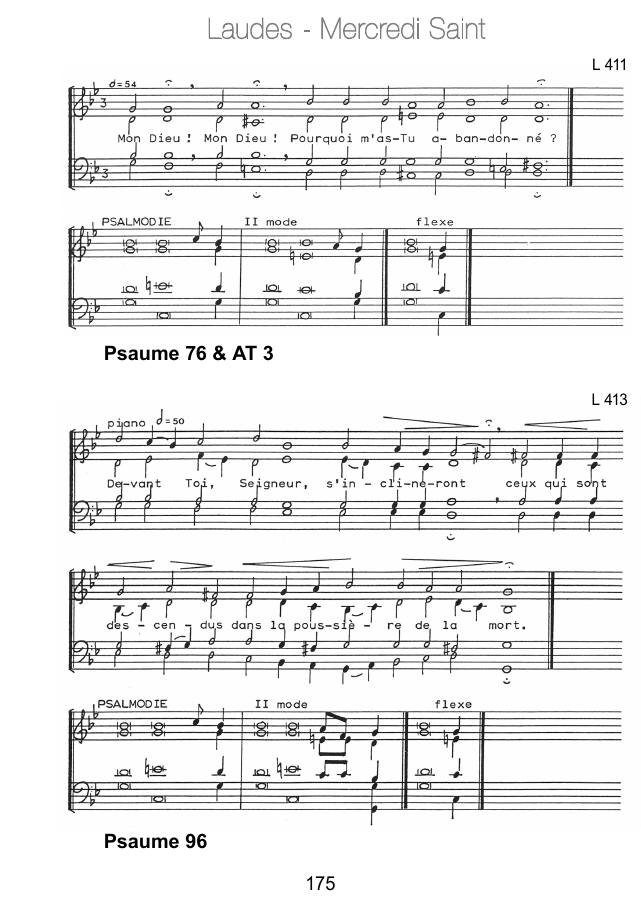 Laudes - Mercredi Saint
L 411
♩=54
3
Mon Dieu ! Mon Dieu ! Pourquoi m'as-Tu a- ban-don- né ?
3
PSALMODIE II mode flexe
Psaume 76 & AT 3
L 413
piano ♩=50
De-vant Toi, Seigneur, s'in - cli-ne-ront ceux qui sont
des - cen - dus dans la pous-siè - re de la mort.
PSALMODIE II mode flexe
Psaume 96
175